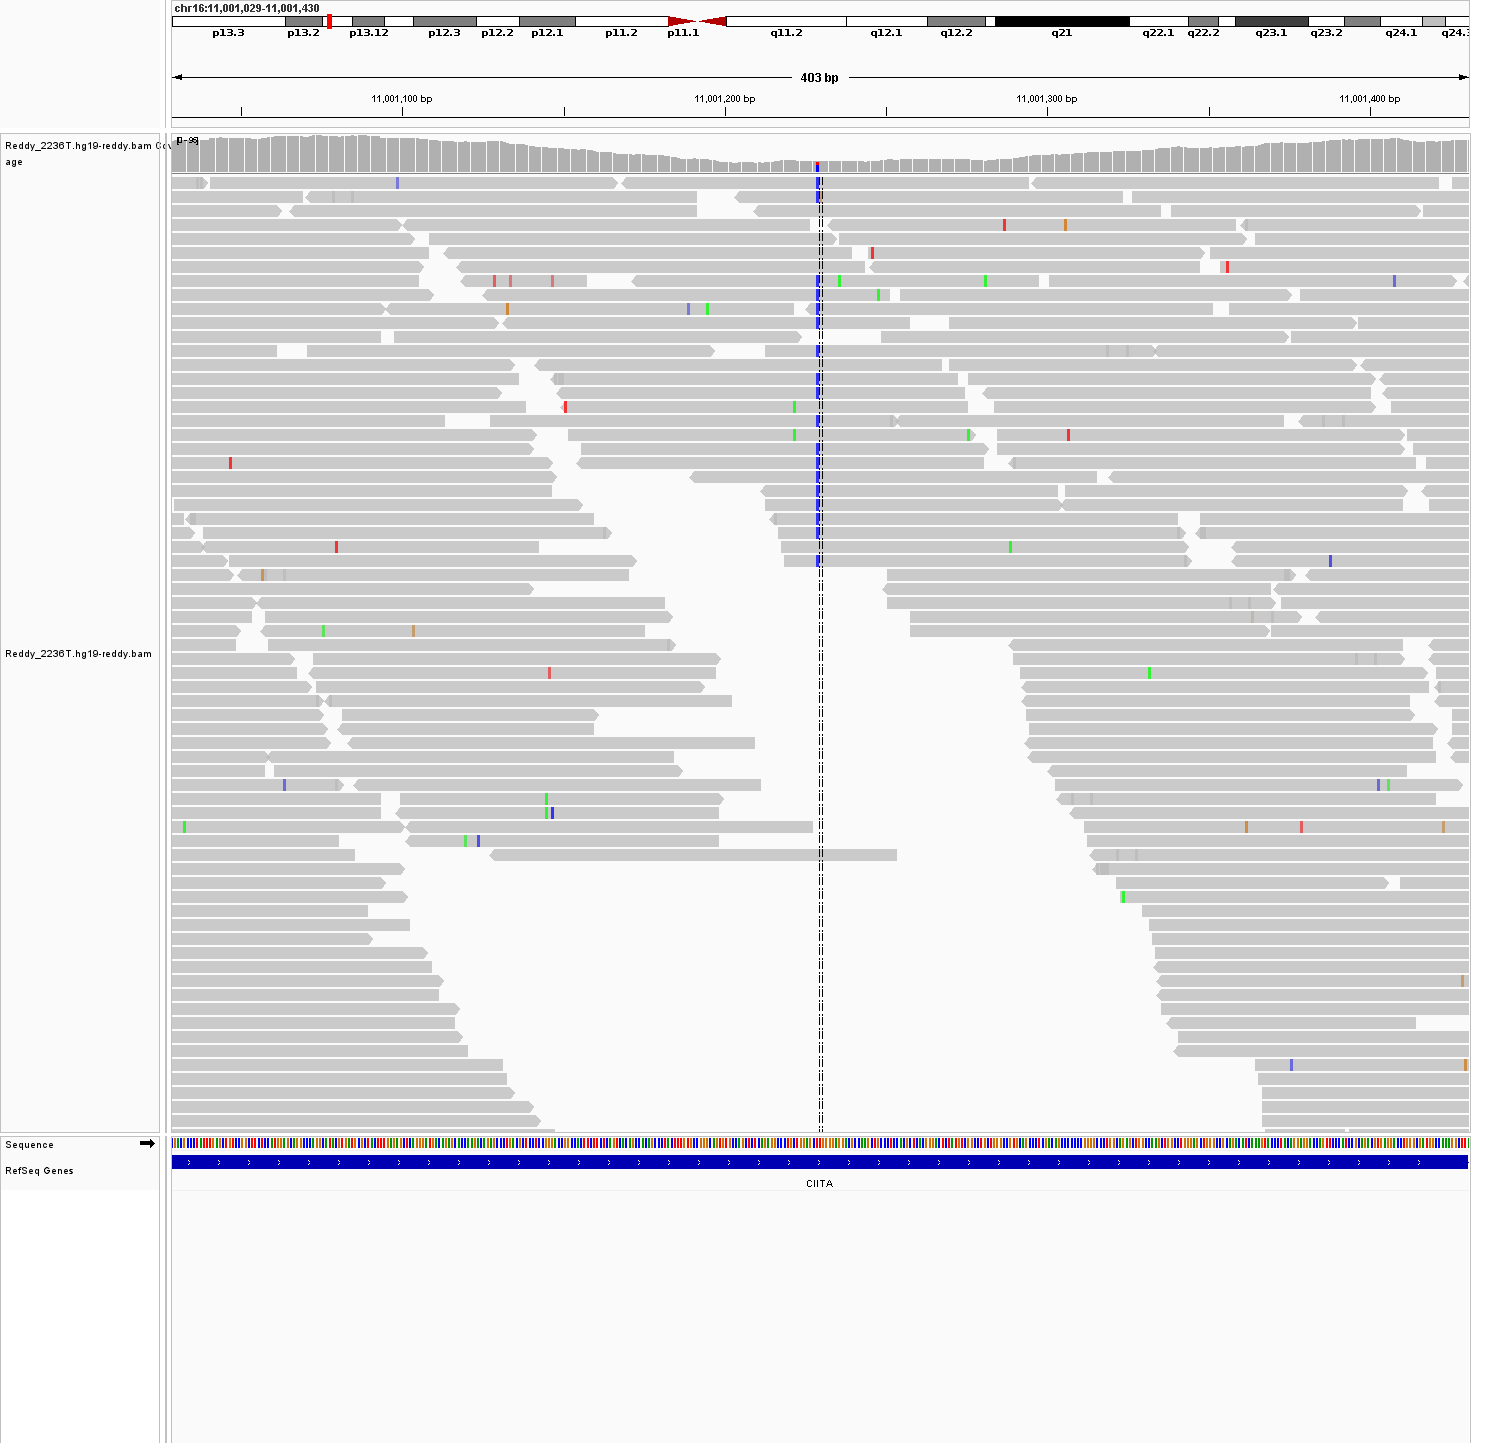 chr16:11,001,029-11,001,430
p13.3 p13.2 p13.12 p12.3 p12.2 p12.1 p11.2 p11.1 q11.2 q12.1 q12.2 q21 q22.1 q22.2 q23.1 q23.2 q24.1 q24.3
403 bp
11,001,100 bp 11,001,200 bp 11,001,300 bp 11,001,400 bp
Reddy_2236T.hg19-reddy.bam Cov
age
Reddy_2236T.hg19-reddy.bam
Sequence
RefSeq Genes
CIITA